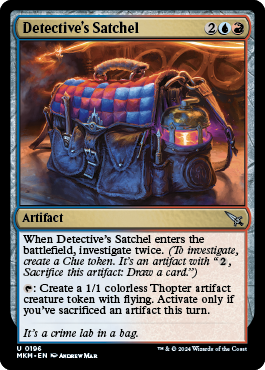 Detective's Satchel 2
Artifact
When Detective's Satchel enters the
battlefield, investigate twice. (To investigate,
create a Clue token. It's an artifact with “2,
Sacrifice this artifact: Draw a card.”)
: Create a 1/1 colorless Thopter artifact
creature token with flying. Activate only if
you've sacrificed an artifact this turn.
It's a crime lab in a bag.
U 0196
MKM • EN Andrew Mar
™ & © 2024 Wizards of the Coast